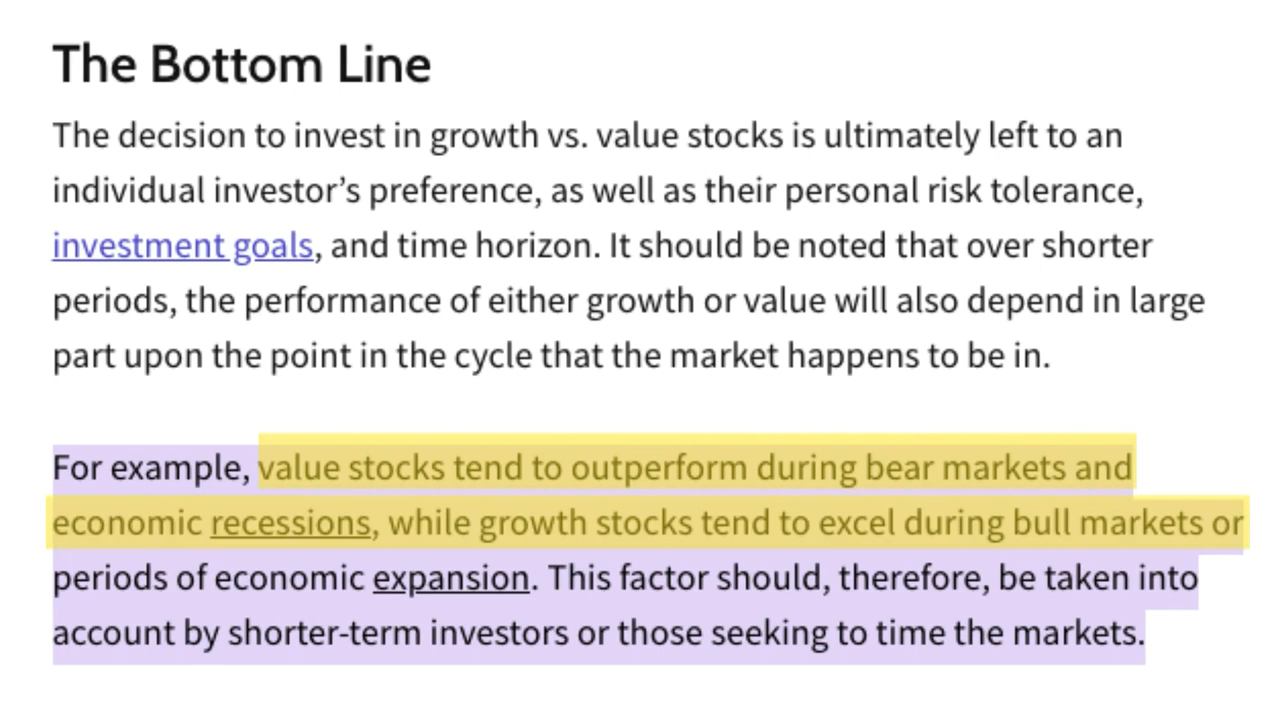 The Bottom Line
The decision to invest in growth vs. value stocks is ultimately left to an
individual investor’s preference, as well as their personal risk tolerance,
investment goals, and time horizon. It should be noted that over shorter
periods, the performance of either growth or value will also depend in large
part upon the point in the cycle that the market happens to be in.
For example, value stocks tend to outperform during bear markets and
economic recessions, while growth stocks tend to excel during bull markets or
periods of economic expansion. This factor should, therefore, be taken into
account by shorter-term investors or those seeking to time the markets.